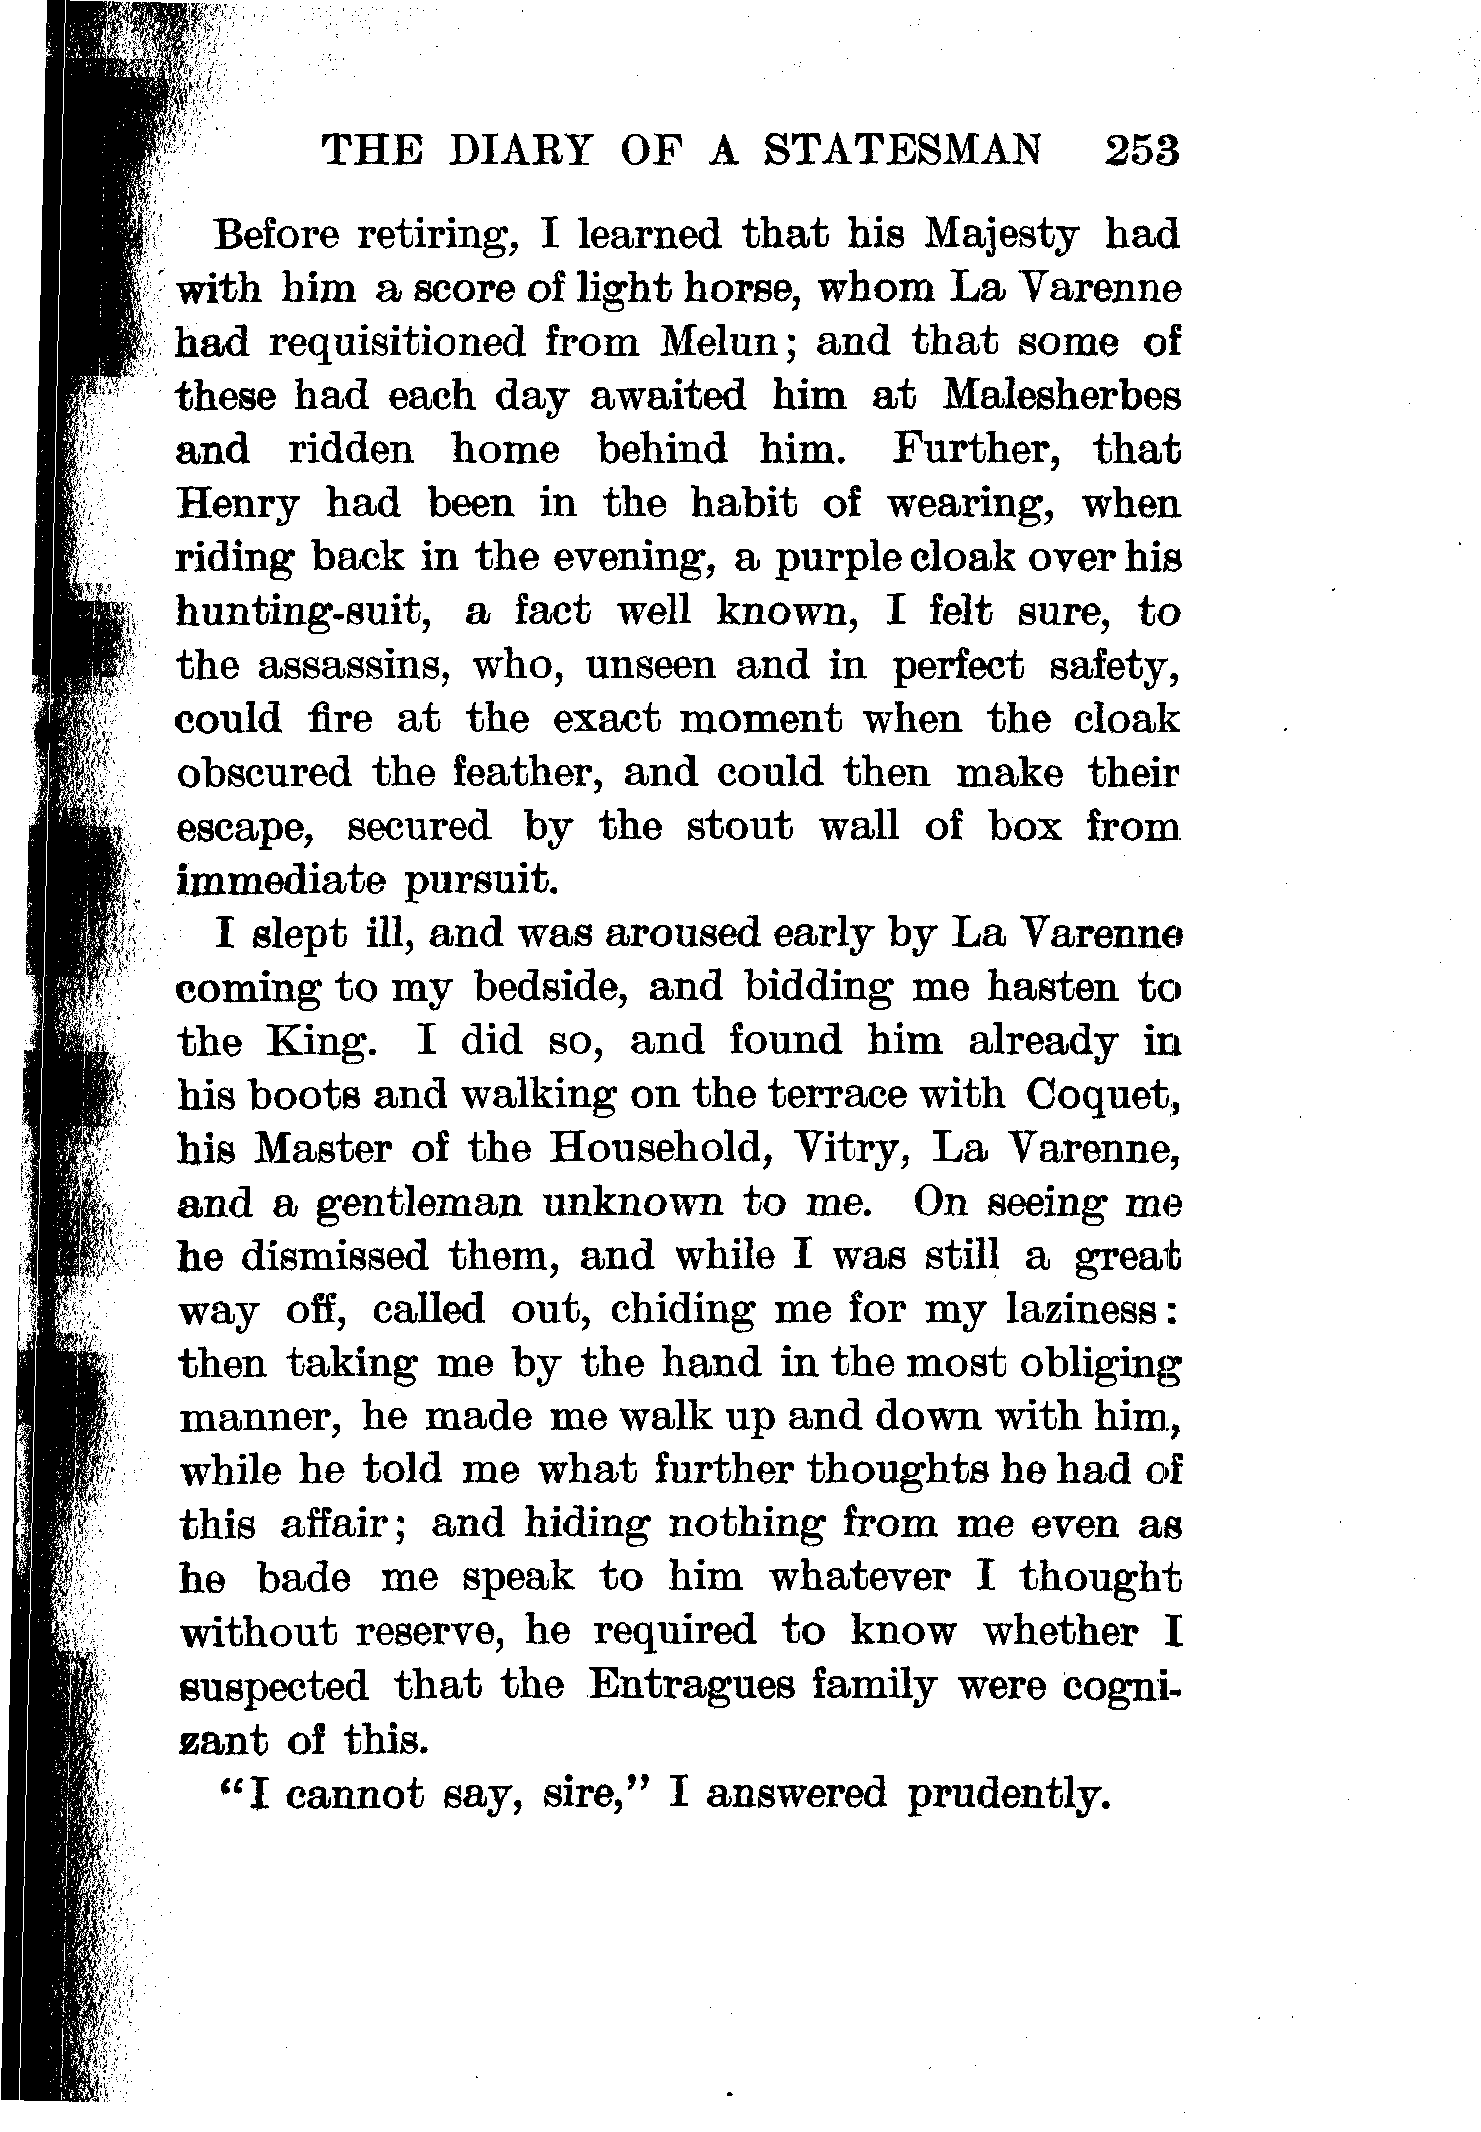 THE DIARY OF A STATESMAN 253
Before retiring, I learned that his Majesty had
with him a score of light horse, whom La Varenne
had requisitioned from Melun; and that some of
these had each day awaited him at Malesherbes
and ridden home behind him. Further, that
Henry had been in the habit of wearing, when
riding back in the evening, a purple cloak over his
hunting-suit, a fact well known, I felt sure, to
the assassins, who, unseen and in perfect safety,
could fire at the exact moment when the cloak
obscured the feather, and could then make their
escape, secured by the stout wall of box from
immediate pursuit.
I slept ill, and was aroused early by La Varenne
coming to my bedside, and bidding me hasten to
the King. I did so, and found him already in
his boots and walking on the terrace with Coquet,
his Master of the Household, Vitry, La Varenne,
and a gentleman unknown to me. On seeing me
he dismissed them, and while I was still a great
way off, called out, chiding me for my laziness:
then taking me by the hand in the most obliging
manner, he made me walk up and down with him,
while he told me what further thoughts he had of
this affair; and hiding nothing from me even as
he bade me speak to him whatever I thought
without reserve, he required to know whether I
suspected that the Entragues family were cogni-
zant of this.
"I cannot say, sire," I answered prudently.